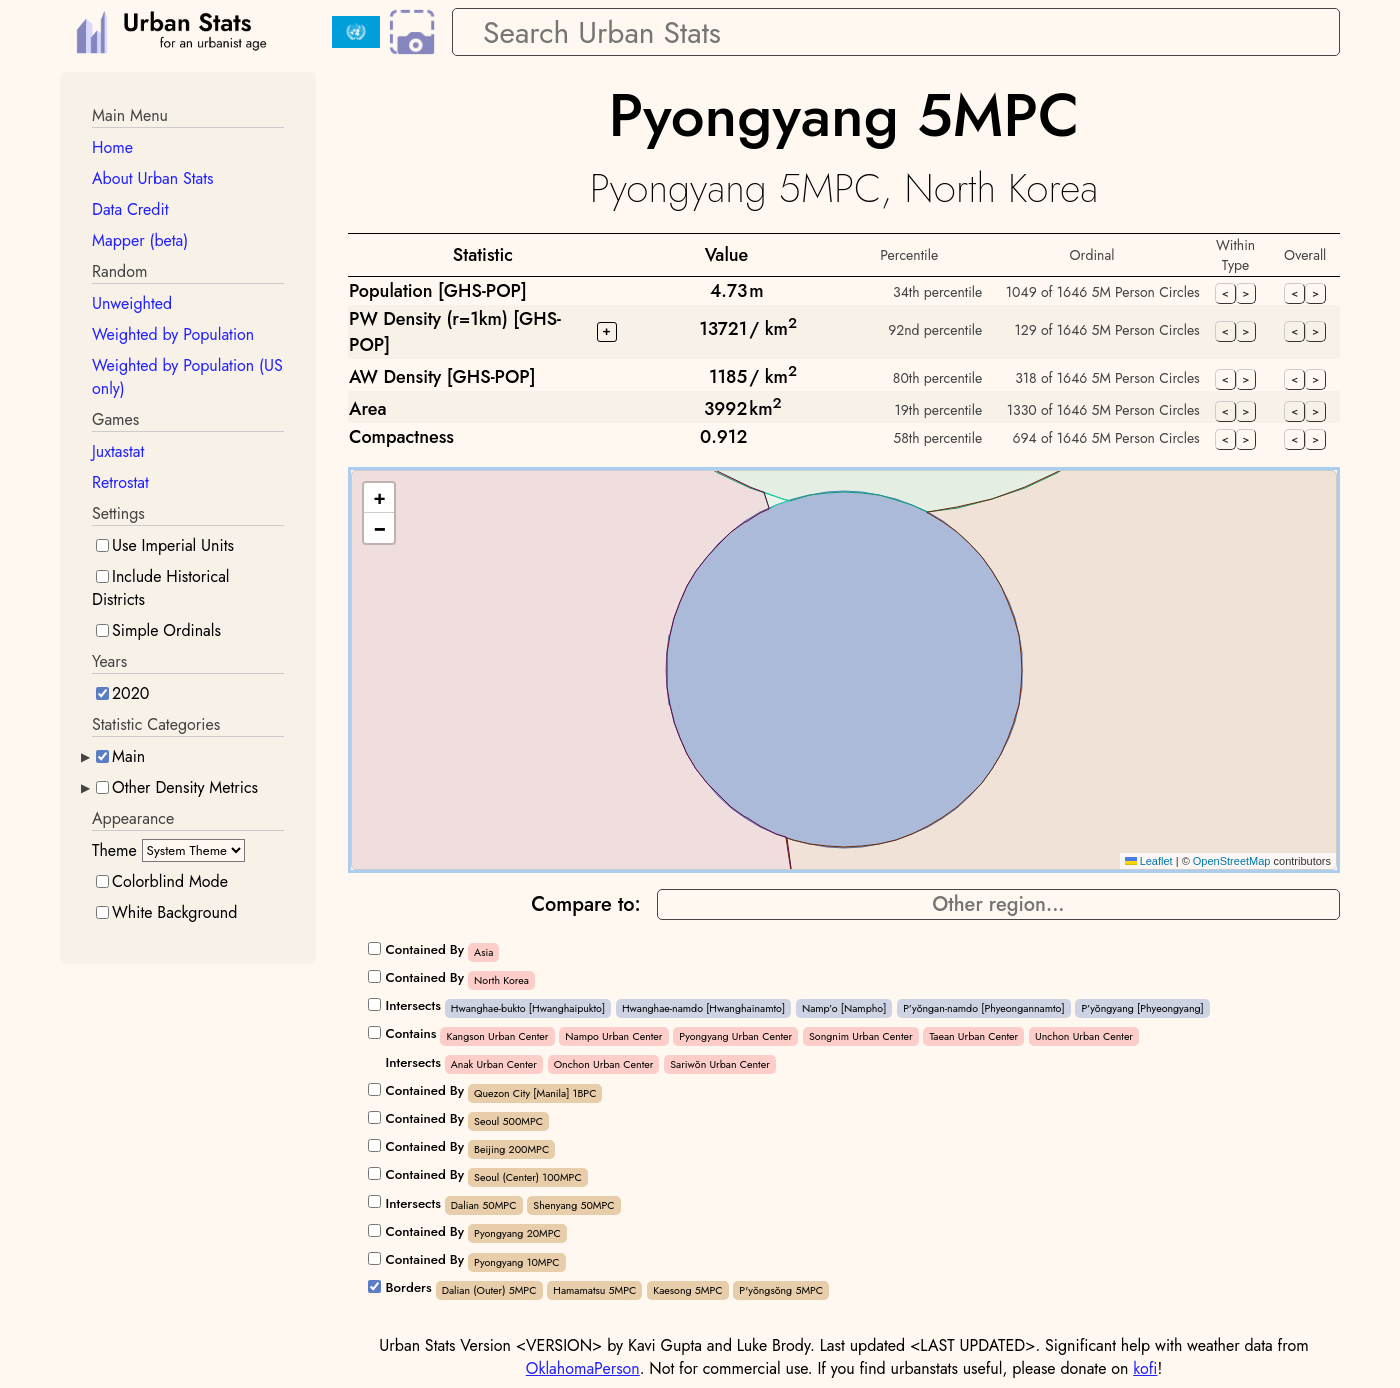 Urban Stats
for an urbanist age
Search Urban Stats
Main Menu
Home
About Urban Stats
Data Credit
Mapper (beta)
Random
Unweighted
Weighted by Population
Weighted by Population (US
only)
Games
Juxtastat
Retrostat
Settings
Use Imperial Units
Include Historical
Districts
Simple Ordinals
Years
2020
Statistic Categories
Main
Other Density Metrics
Appearance
Theme System Theme
Colorblind Mode
White Background
Pyongyang 5MPC
Pyongyang 5MPC, North Korea
Statistic Value Percentile Ordinal Within Type Overall
Population [GHS-POP] 4.73m 34th percentile 1049 of 1646 5M Person Circles < > < >
PW Density (r=1km) [GHS-
POP] + 13721/ km² 92nd percentile 129 of 1646 5M Person Circles < > < >
AW Density [GHS-POP] 1185/ km² 80th percentile 318 of 1646 5M Person Circles < > < >
Area 3992km² 19th percentile 1330 of 1646 5M Person Circles < > < >
Compactness 0.912 58th percentile 694 of 1646 5M Person Circles < > < >
+
−
Leaflet | © OpenStreetMap contributors
Compare to: Other region...
Contained By Asia
Contained By North Korea
Intersects Hwanghae-bukto [Hwanghaipukto] Hwanghae-namdo [Hwanghainamto] Namp'o [Nampho] P'yŏngan-namdo [Phyeongannamto] P'yŏngyang [Phyeongyang]
Contains Kangson Urban Center Nampo Urban Center Pyongyang Urban Center Songnim Urban Center Taean Urban Center Unchon Urban Center
Intersects Anak Urban Center Onchon Urban Center Sariwŏn Urban Center
Contained By Quezon City [Manila] 1BPC
Contained By Seoul 500MPC
Contained By Beijing 200MPC
Contained By Seoul (Center) 100MPC
Intersects Dalian 50MPC Shenyang 50MPC
Contained By Pyongyang 20MPC
Contained By Pyongyang 10MPC
Borders Dalian (Outer) 5MPC Hamamatsu 5MPC Kaesong 5MPC P'yŏngsŏng 5MPC
Urban Stats Version <VERSION> by Kavi Gupta and Luke Brody. Last updated <LAST UPDATED>. Significant help with weather data from
OklahomaPerson. Not for commercial use. If you find urbanstats useful, please donate on kofi!